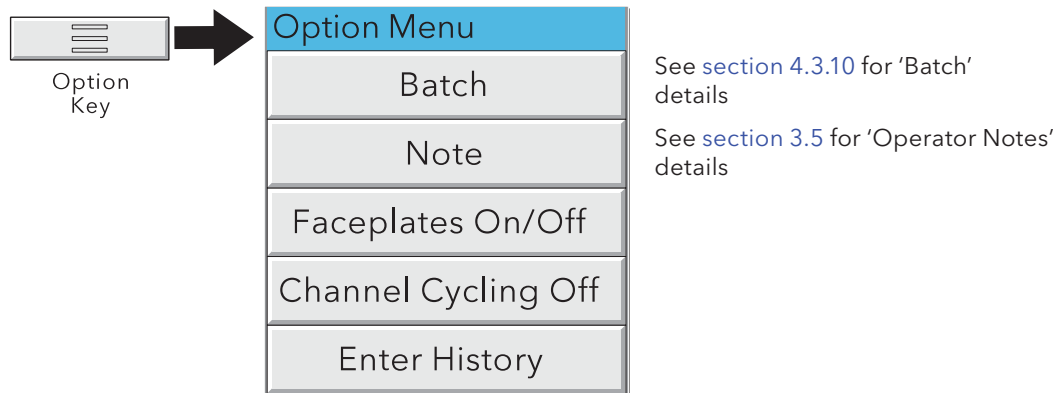 Option
Key
Option Menu
Batch
Note
Faceplates On/Off
Channel Cycling Off
Enter History
See section 4.3.10 for ‘Batch’
details
See section 3.5 for ‘Operator Notes’
details